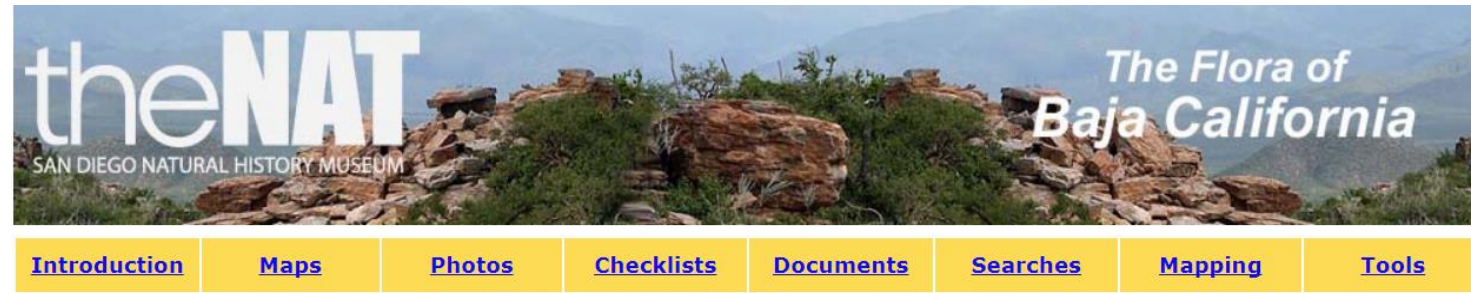 theNAT
SAN DIEGO NATURAL HISTORY MUSEUM
The Flora of
Baja California
Introduction Maps Photos Checklists Documents Searches Mapping Tools